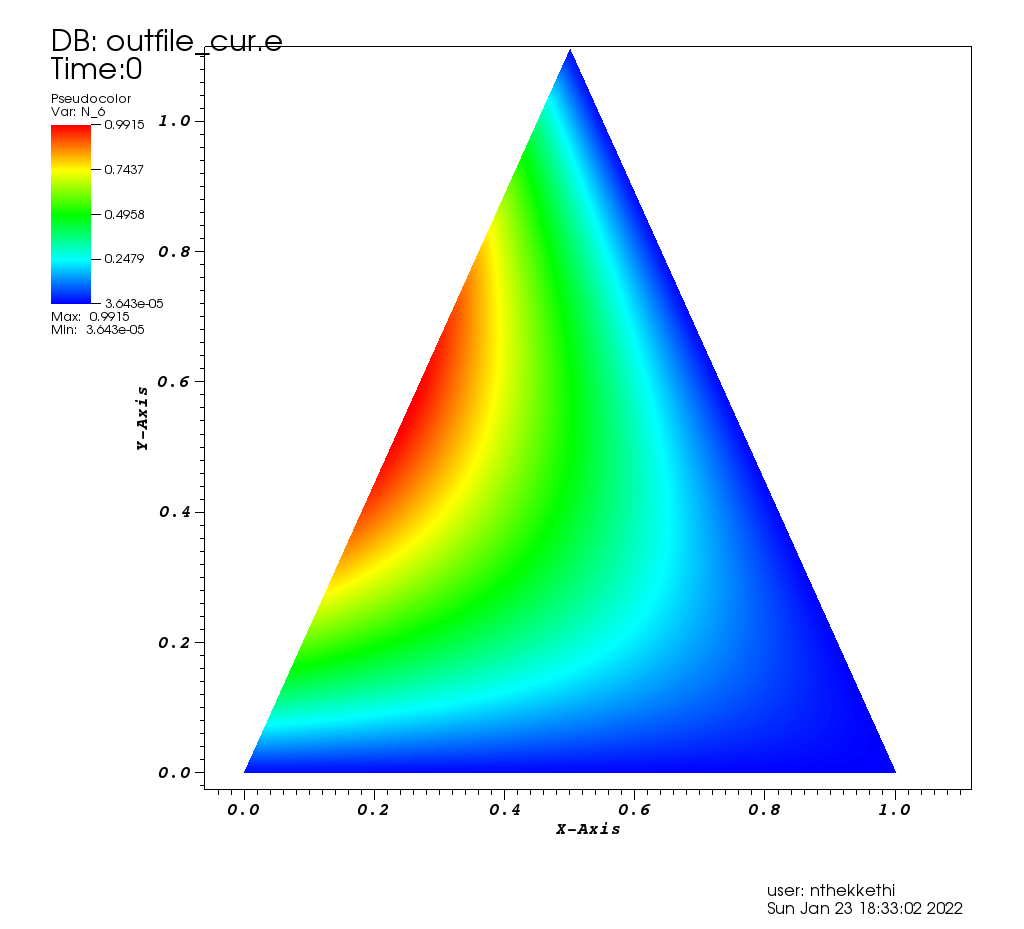 DB: outfile_cur.e
Time:0
Pseudocolor
Var: N_6
0.9915
0.7437
0.4958
0.2479
3.643e-05
Max: 0.9915
Min: 3.643e-05
1.0
0.8
0.6
0.4
0.2
0.0
Y-Axis
0.0 0.2 0.4 0.6 0.8 1.0
X-Axis
user: nthekkethi
Sun Jan 23 18:33:02 2022